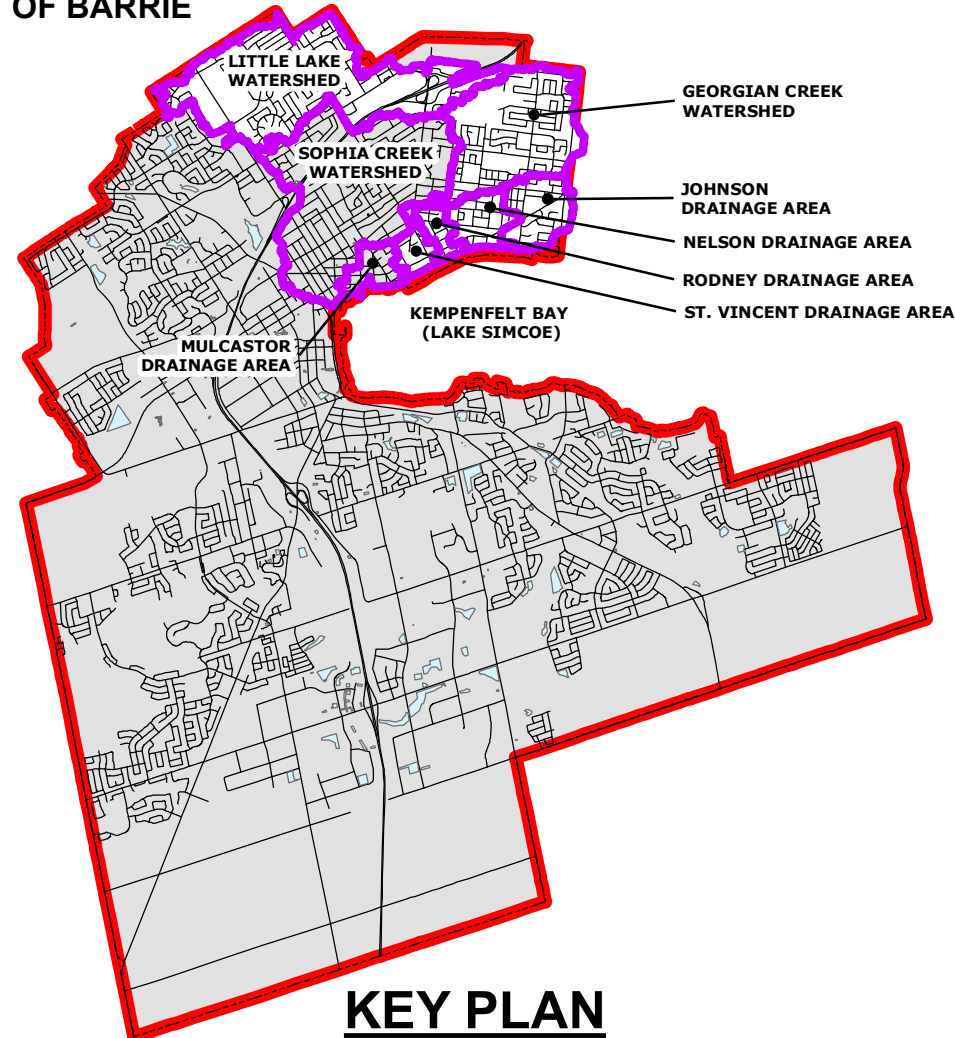 OF BARRIE
LITTLE LAKE
WATERSHED
GEORGIAN CREEK
WATERSHED
SOPHIA CREEK
WATERSHED
JOHNSON
DRAINAGE AREA
NELSON DRAINAGE AREA
RODNEY DRAINAGE AREA
ST. VINCENT DRAINAGE AREA
KEMPENFELT BAY
(LAKE SIMCOE)
MULCASTOR
DRAINAGE AREA
KEY PLAN